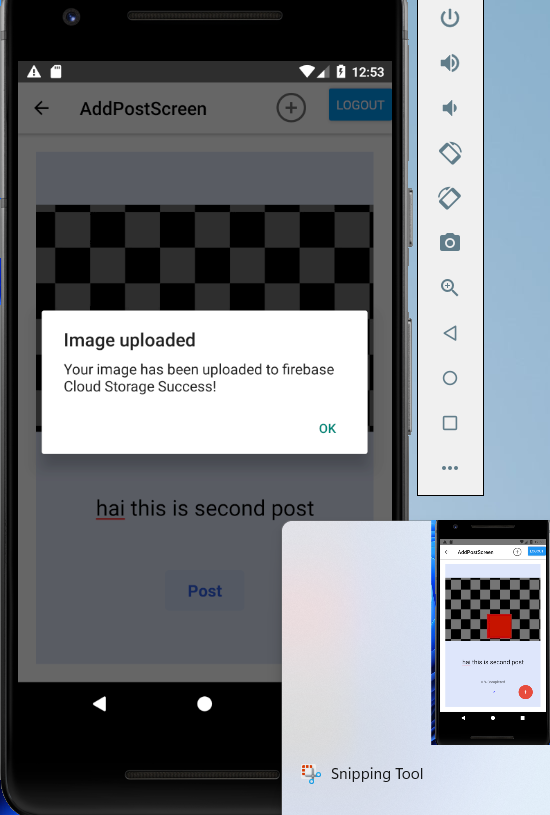 12:53
AddPostScreen
LOGOUT
Image uploaded
Your image has been uploaded to firebase
Cloud Storage Success!
OK
hai this is second post
Post
AddPostScreen
LOGOUT
hai this is second post
Snipping Tool